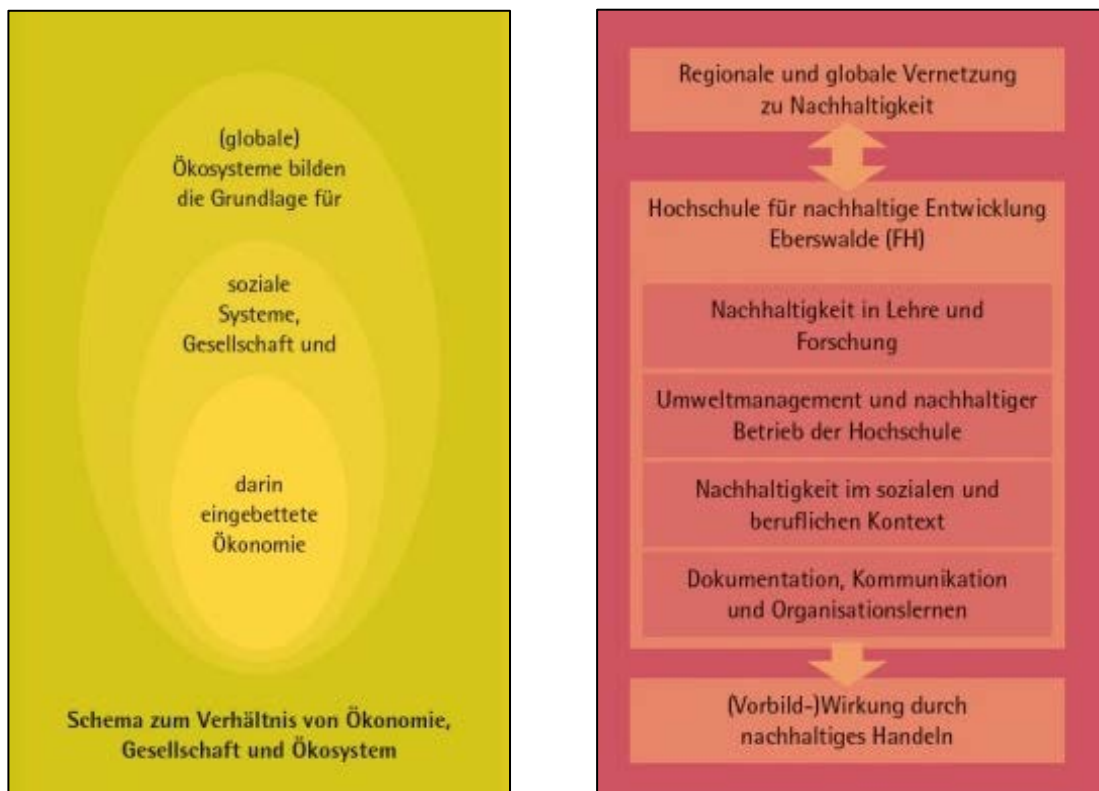 (globale)
Ökosysteme bilden
die Grundlage für
soziale
Systeme,
Gesellschaft und
darin
eingebettete
Ökonomie
Schema zum Verhältnis von Ökonomie,
Gesellschaft und Ökosystem
Regionale und globale Vernetzung
zu Nachhaltigkeit
Hochschule für nachhaltige Entwicklung
Eberswalde (FH)
Nachhaltigkeit in Lehre und
Forschung
Umweltmanagement und nachhaltiger
Betrieb der Hochschule
Nachhaltigkeit im sozialen und
beruflichen Kontext
Dokumentation, Kommunikation
und Organisationslernen
(Vorbild-)Wirkung durch
nachhaltiges Handeln